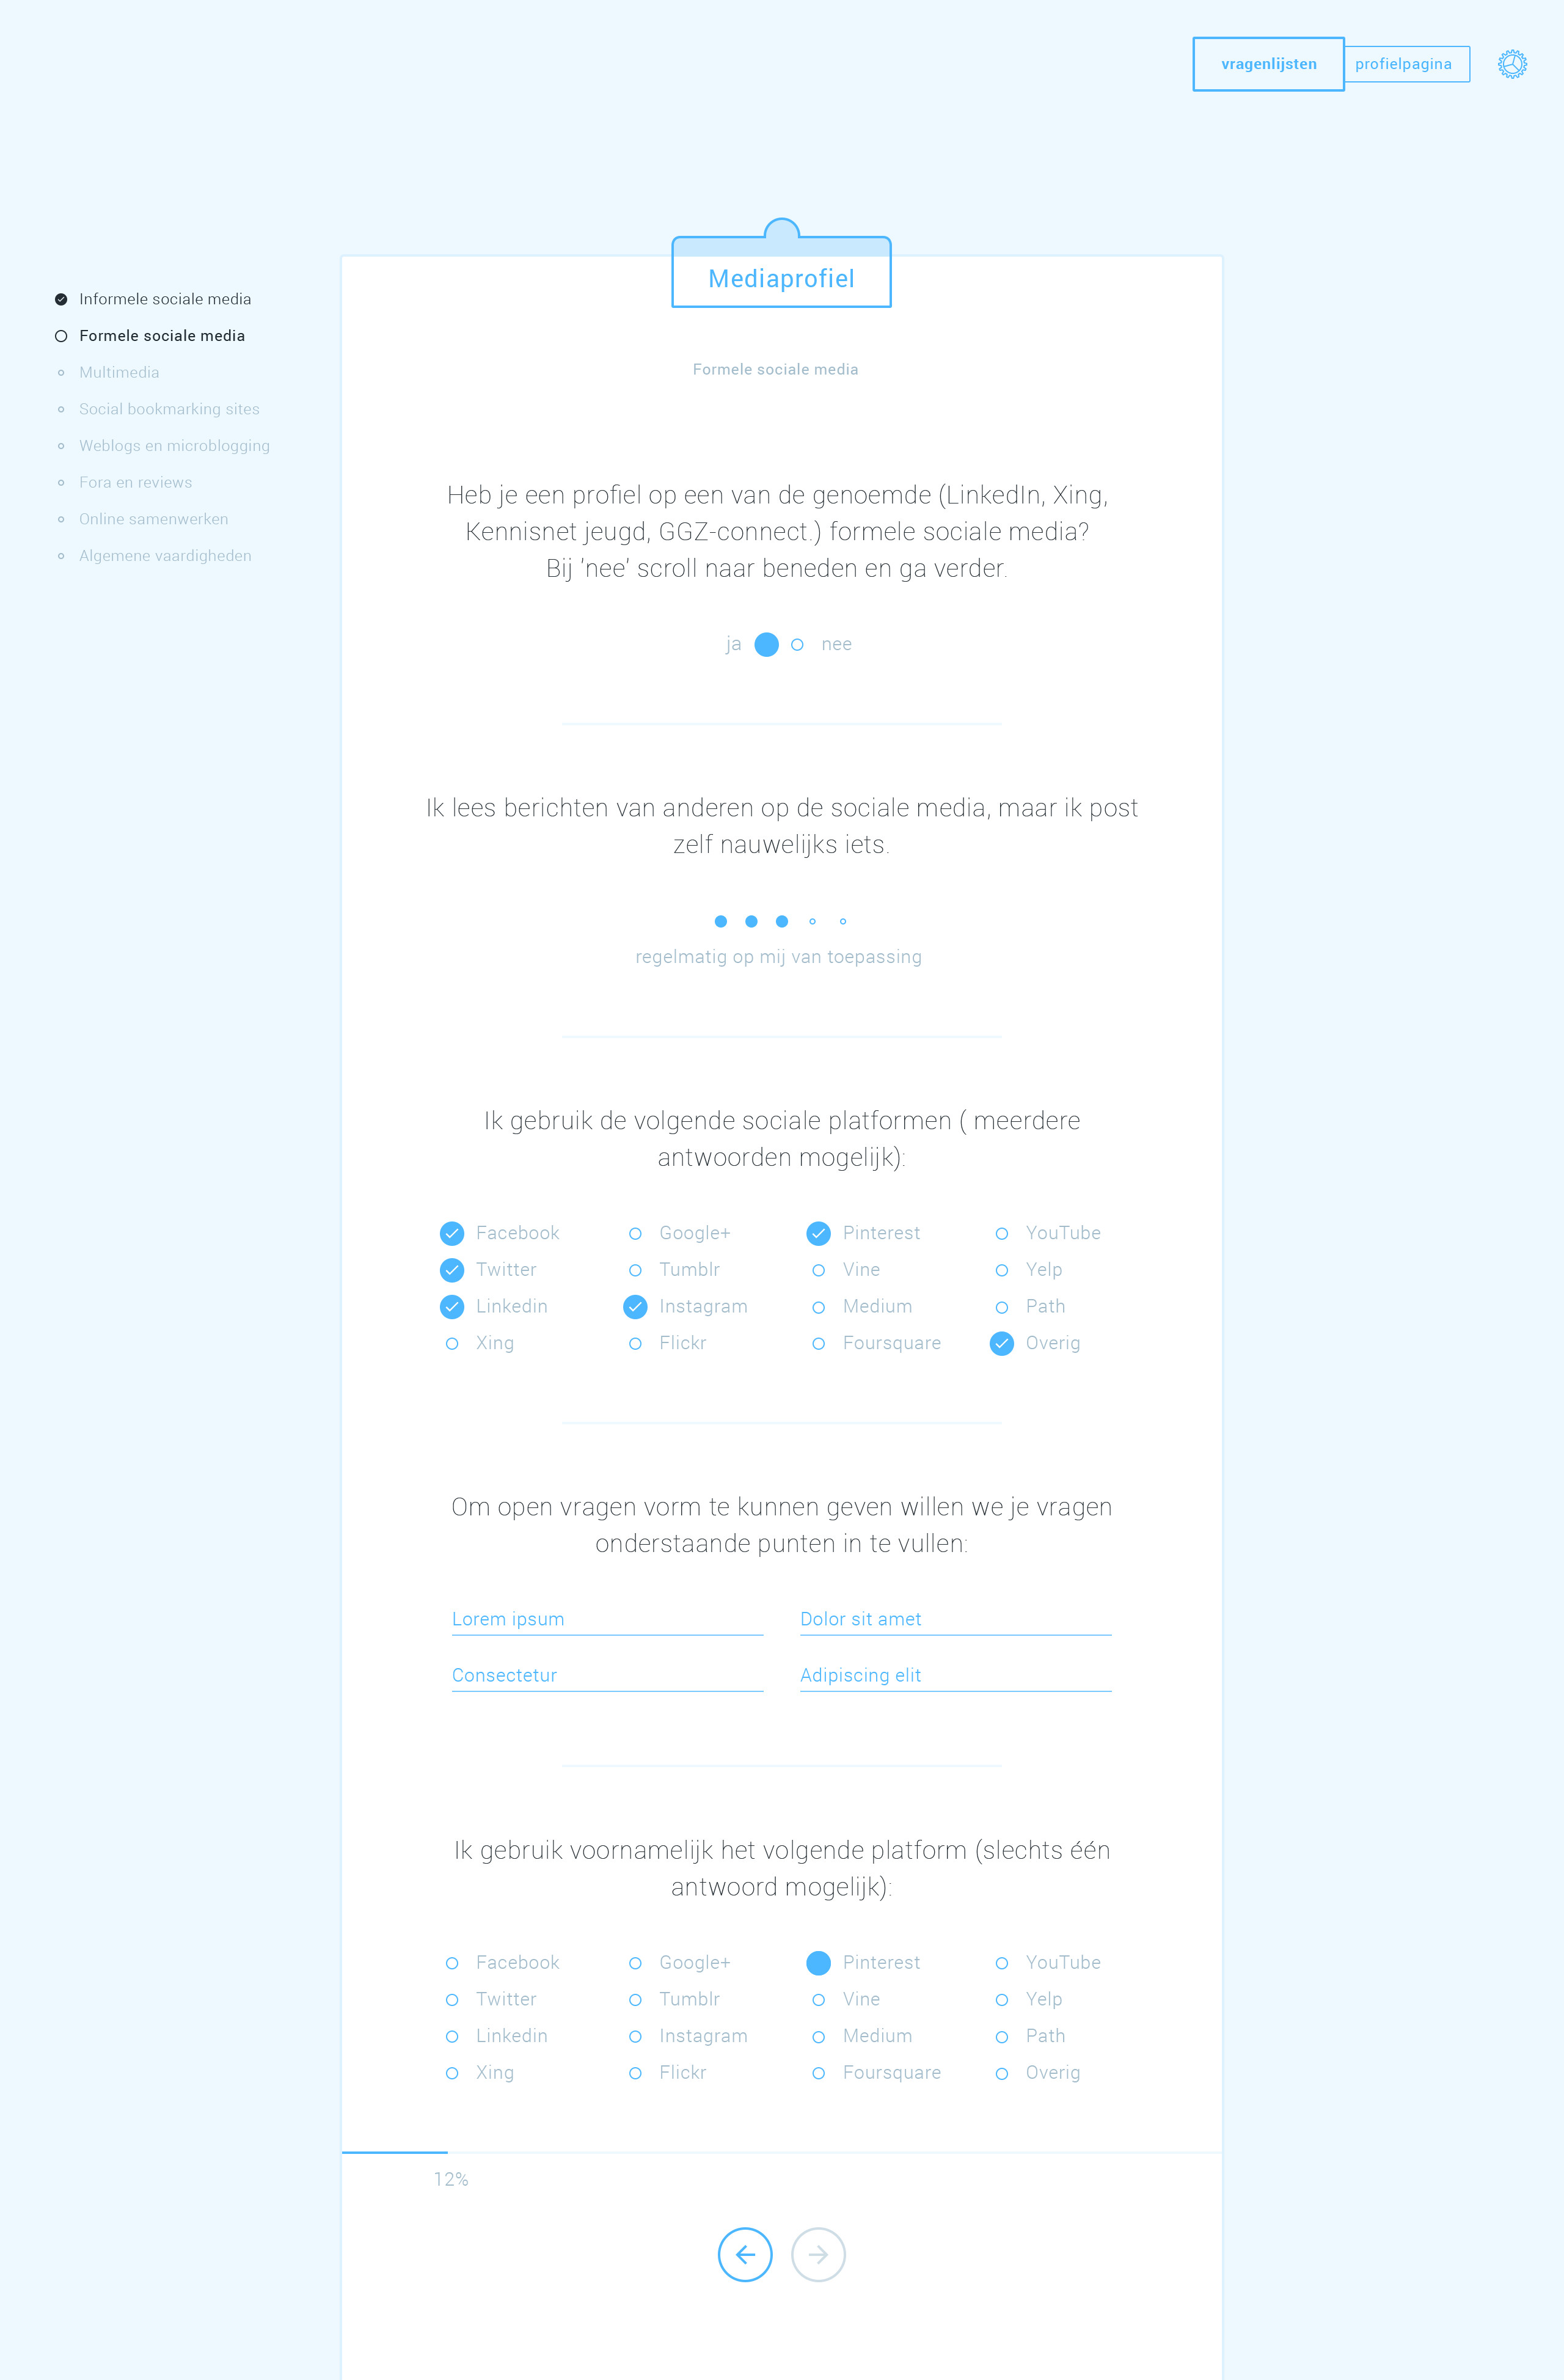 vragenlijsten
profielpagina
Mediaprofiel
Informele sociale media
Formele sociale media
Multimedia
Social bookmarking sites
Weblogs en microblogging
Fora en reviews
Online samenwerken
Algemene vaardigheden
Formele sociale media
Heb je een profiel op een van de genoemde (LinkedIn, Xing,
Kennisnet jeugd, GGZ-connect.) formele sociale media?
Bij 'nee' scroll naar beneden en ga verder.
ja nee
Ik lees berichten van anderen op de sociale media, maar ik post
zelf nauwelijks iets.
regelmatig op mij van toepassing
Ik gebruik de volgende sociale platformen ( meerdere
antwoorden mogelijk):
Facebook Google+ Pinterest YouTube
Twitter Tumblr Vine Yelp
Linkedin Instagram Medium Path
Xing Flickr Foursquare Overig
Om open vragen vorm te kunnen geven willen we je vragen
onderstaande punten in te vullen:
Lorem ipsum Dolor sit amet
Consectetur Adipiscing elit
Ik gebruik voornamelijk het volgende platform (slechts één
antwoord mogelijk):
Facebook Google+ Pinterest YouTube
Twitter Tumblr Vine Yelp
Linkedin Instagram Medium Path
Xing Flickr Foursquare Overig
12%